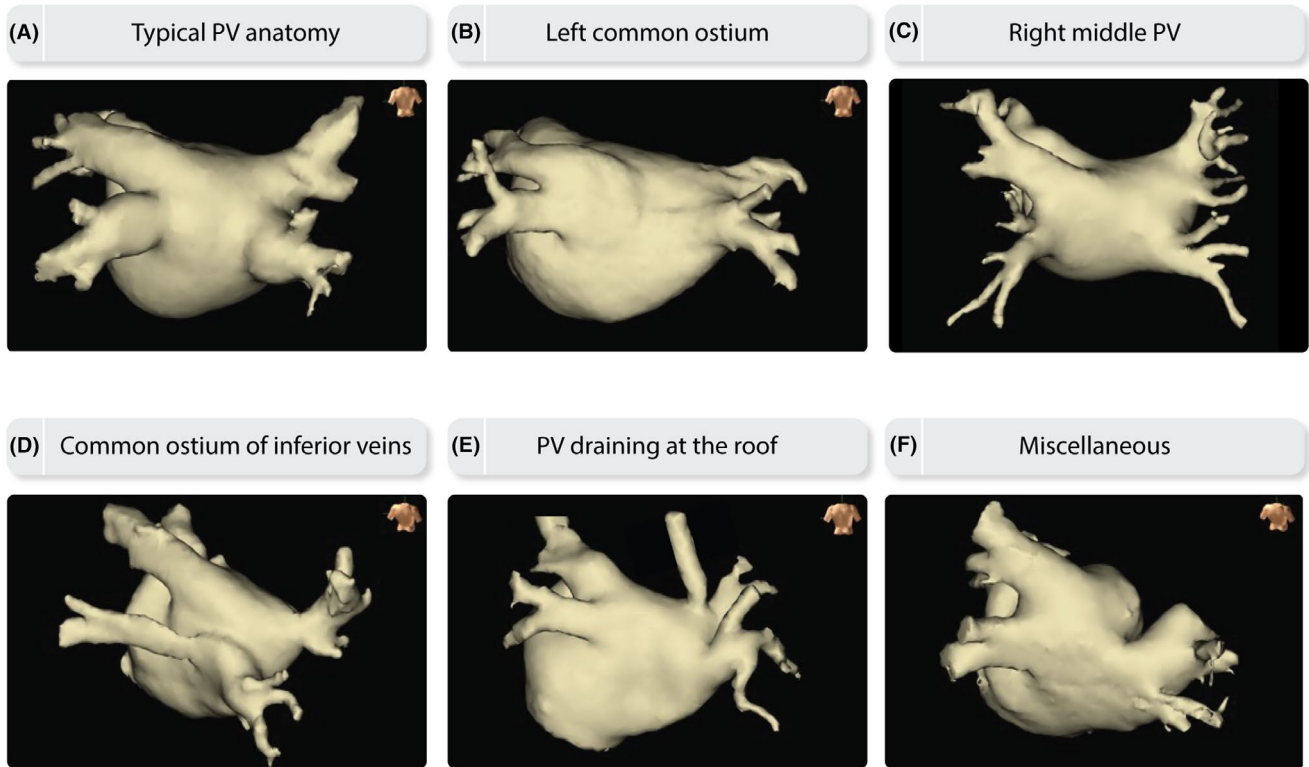 (A) Typical PV anatomy
(B) Left common ostium
(C) Right middle PV
(D) Common ostium of inferior veins
(E) PV draining at the roof
(F) Miscellaneous